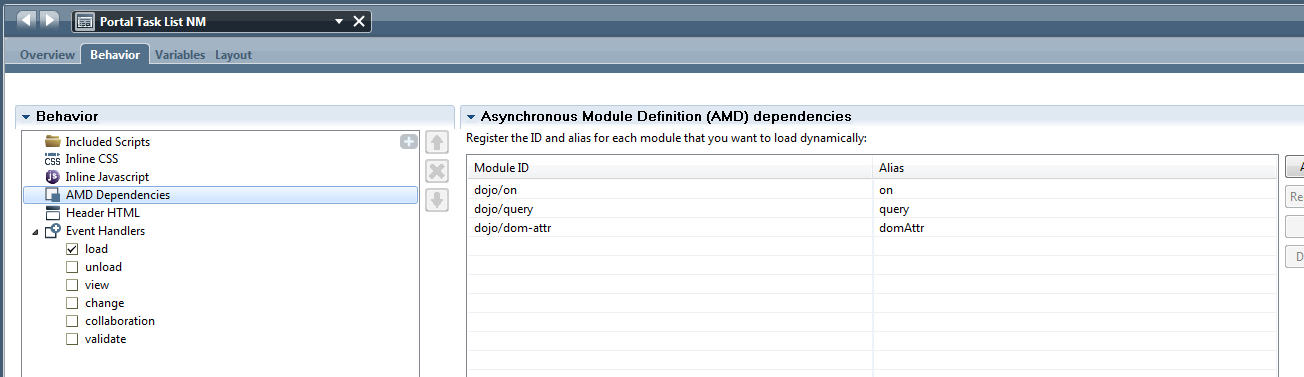 Portal Task List NM
Overview Behavior Variables Layout
Behavior
Included Scripts
CSS Inline CSS
JS Inline Javascript
AMD Dependencies
Header HTML
Event Handlers
load
unload
view
change
collaboration
validate
Asynchronous Module Definition (AMD) dependencies
Register the ID and alias for each module that you want to load dynamically:
Module ID Alias
dojo/on on
dojo/query query
dojo/dom-attr domAttr
A
Re
D